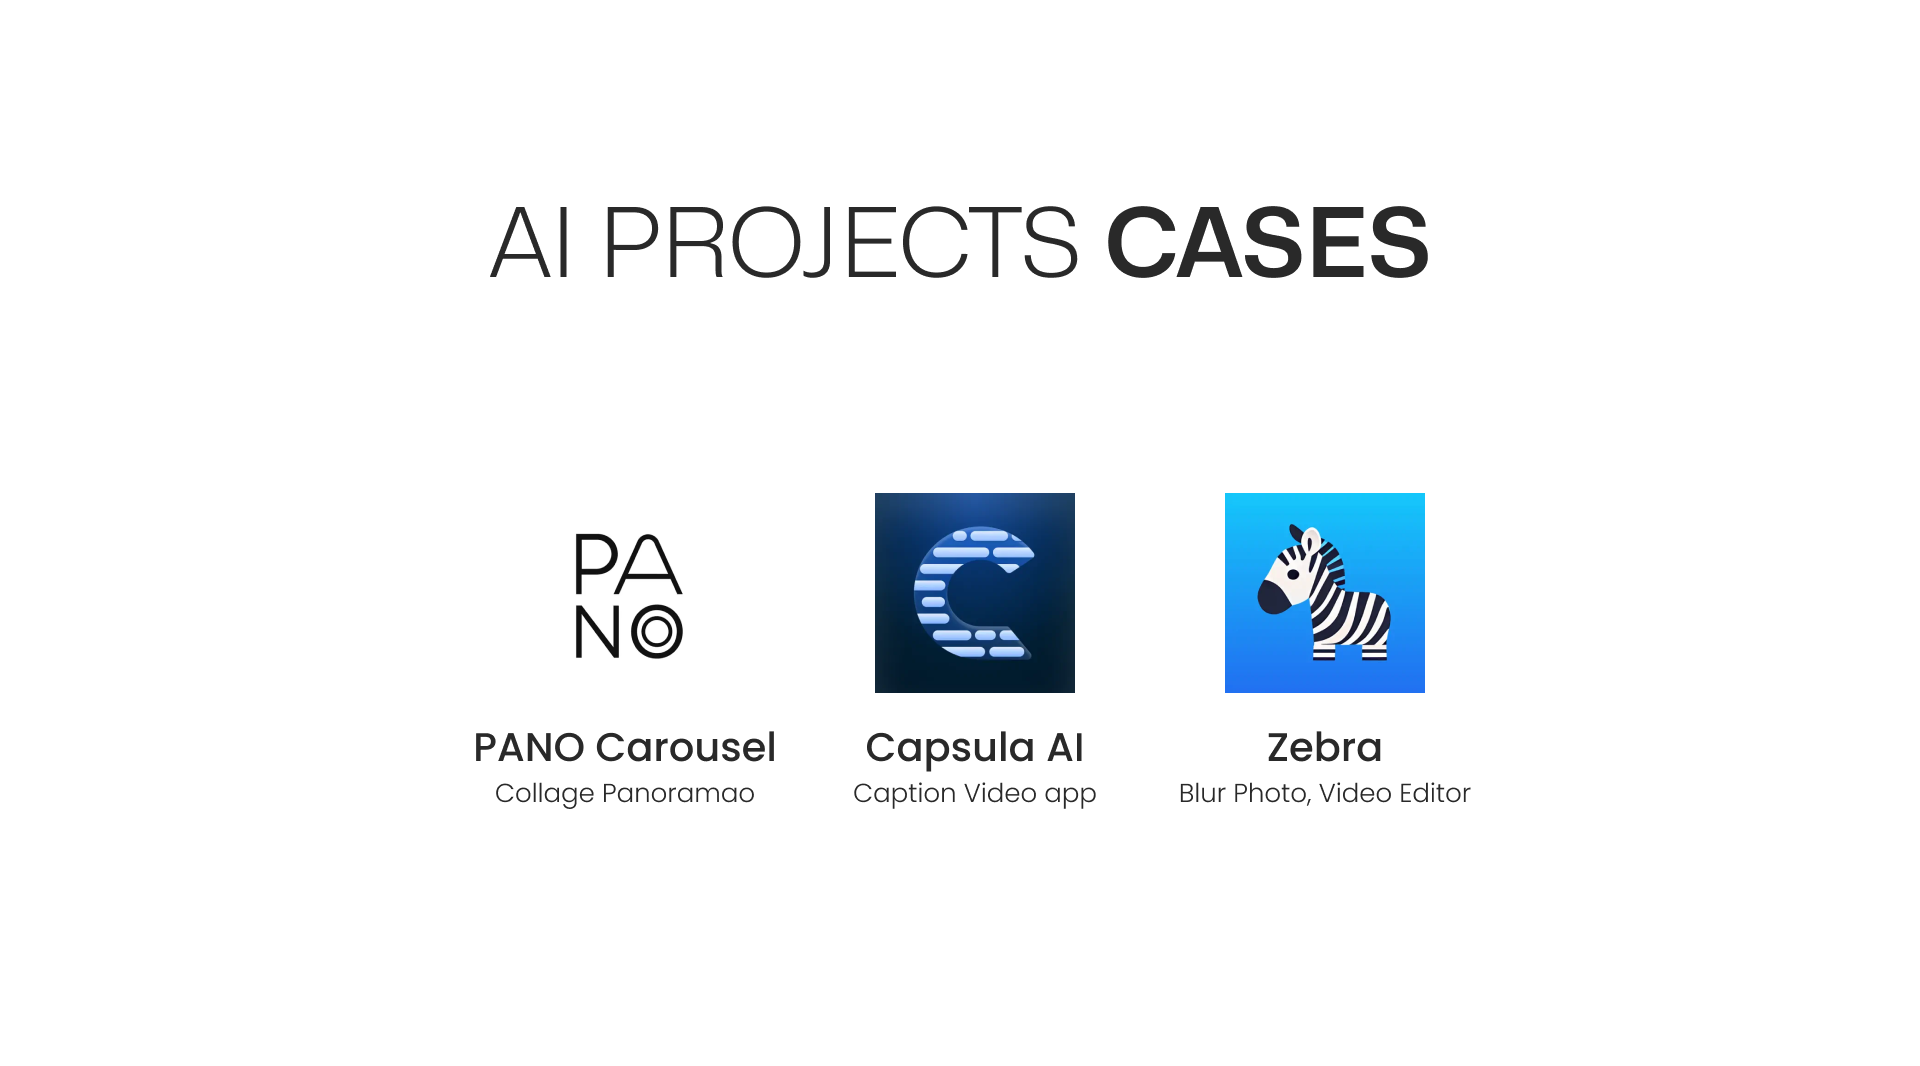 AI PROJECTS CASES
PA
NO
PANO Carousel
Collage Panoramao
C
Capsula AI
Caption Video app
Zebra
Blur Photo, Video Editor